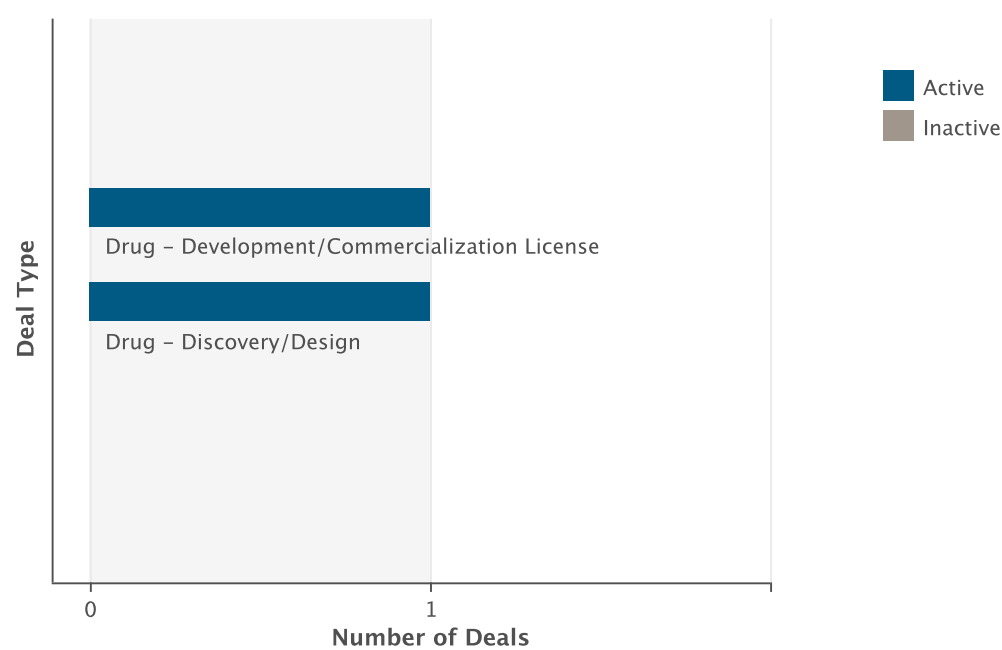 Active
Inactive
Drug – Development/Commercialization License
Drug – Discovery/Design
Deal Type
0
1
Number of Deals